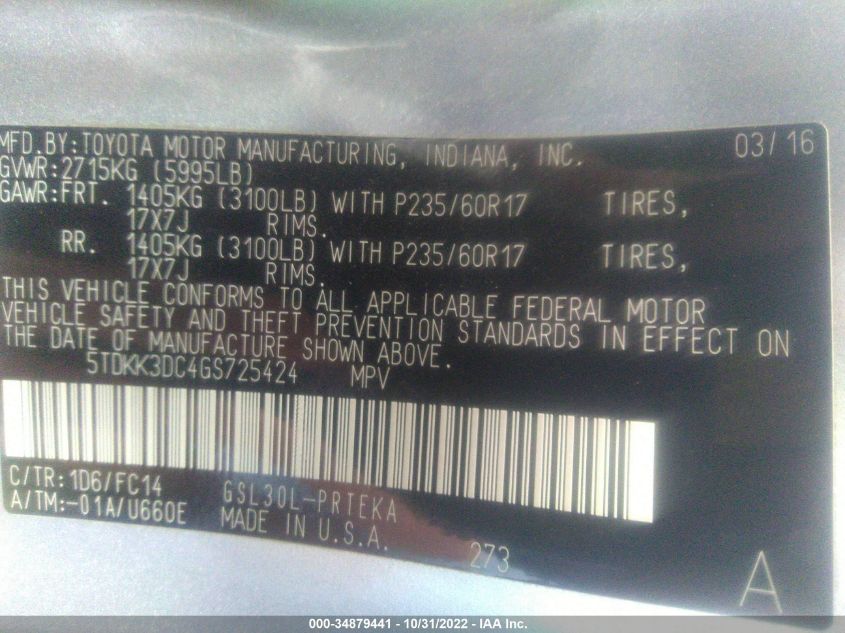 MFD.BY:TOYOTA MOTOR MANUFACTURING, INDIANA, INC. 03/16
GVWR:2715KG (5995LB)
GAWR:FRT. 1405KG (3100LB) WITH P235/60R17 TIRES,
17X7J RIMS.
RR. 1405KG (3100LB) WITH P235/60R17 TIRES,
17X7J RIMS.
THIS VEHICLE CONFORMS TO ALL APPLICABLE FEDERAL MOTOR
VEHICLE SAFETY AND THEFT PREVENTION STANDARDS IN EFFECT ON
THE DATE OF MANUFACTURE SHOWN ABOVE.
5TDKK3DC4GS725424 MPV
C/TR:1D6/FC14 GSL30L-PRTEKA
A/TM:-01A/U660E MADE IN U.S.A. 273
A
000-34879441 - 10/31/2022 - IAA Inc.